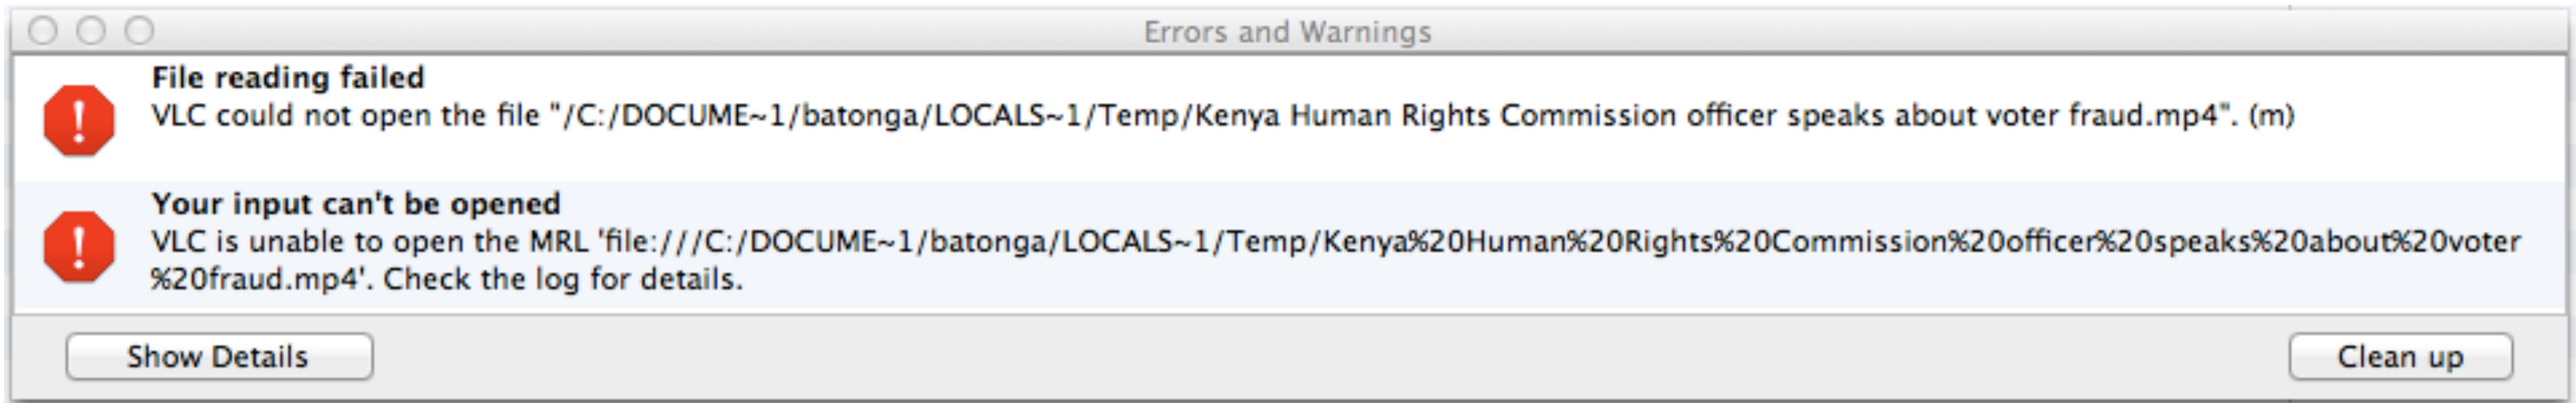 Errors and Warnings
File reading failed
VLC could not open the file "/C:/DOCUME~1/batonga/LOCALS~1/Temp/Kenya Human Rights Commission officer speaks about voter fraud.mp4". (m)
Your input can't be opened
VLC is unable to open the MRL 'file:///C:/DOCUME~1/batonga/LOCALS~1/Temp/Kenya%20Human%20Rights%20Commission%20officer%20speaks%20about%20voter
%20fraud.mp4'. Check the log for details.
Show Details
Clean up